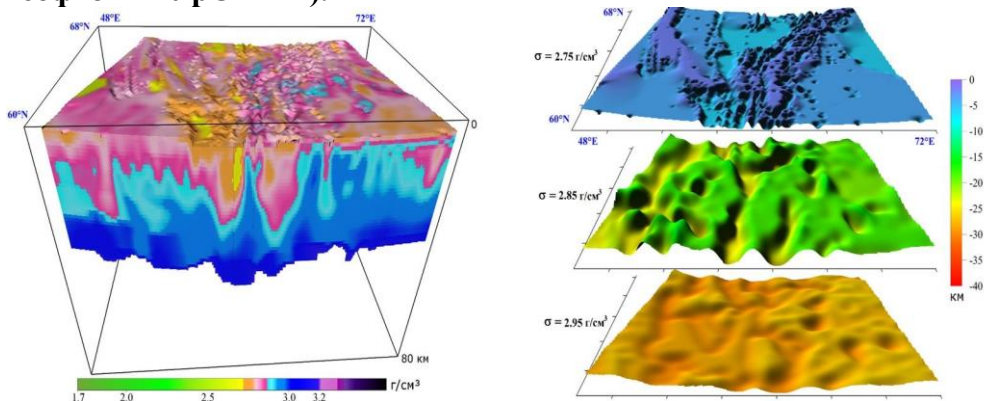 68°N
48°E
72°E
60°N
0
80 км
г/см³
1.7 2.0 2.5 3.0 3.2
68°N
σ = 2.75 г/см³
60°N
48°E
72°E
σ = 2.85 г/см³
σ = 2.95 г/см³
0
-5
-10
-15
-20
-25
-30
-35
-40
км